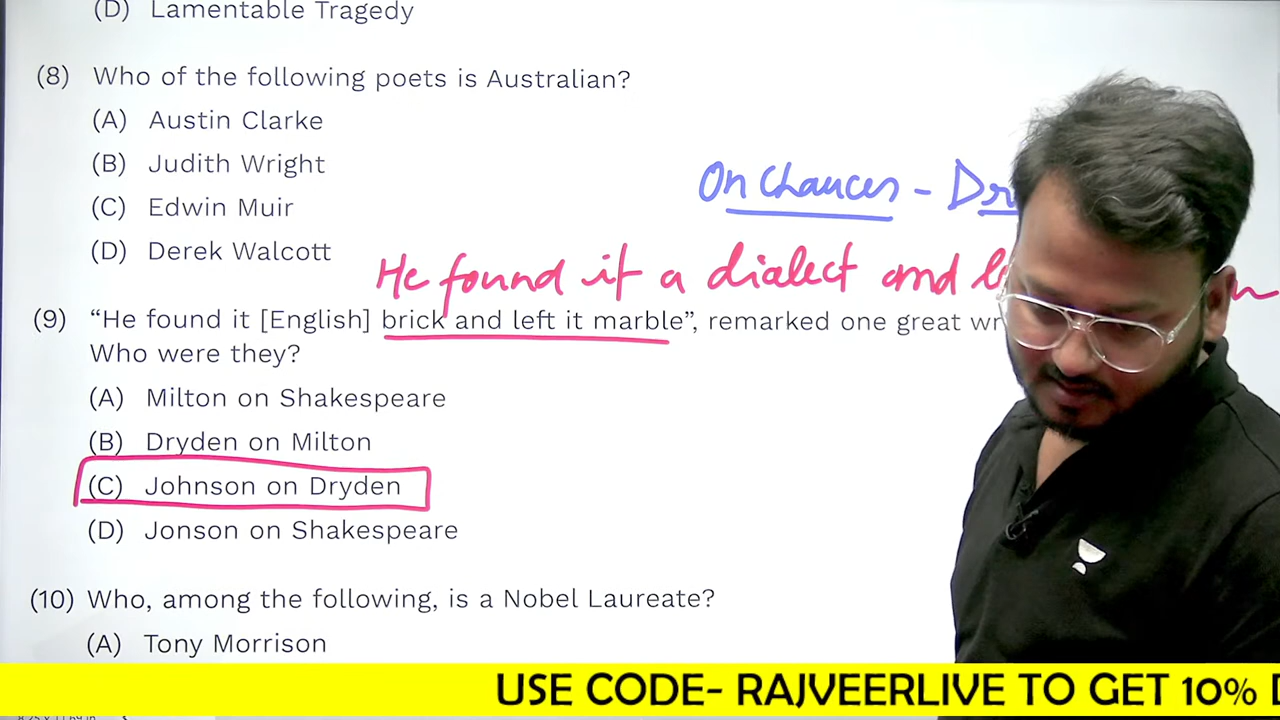 (D) Lamentable Tragedy
(8) Who of the following poets is Australian?
(A) Austin Clarke
(B) Judith Wright
(C) Edwin Muir
(D) Derek Walcott
On Chaucer - Dr
He found it a dialect and
(9) “He found it [English] brick and left it marble”, remarked one great
Who were they?
(A) Milton on Shakespeare
(B) Dryden on Milton
(C) Johnson on Dryden
(D) Jonson on Shakespeare
(10) Who, among the following, is a Nobel Laureate?
(A) Tony Morrison
USE CODE- RAJVEERLIVE TO GET 10%